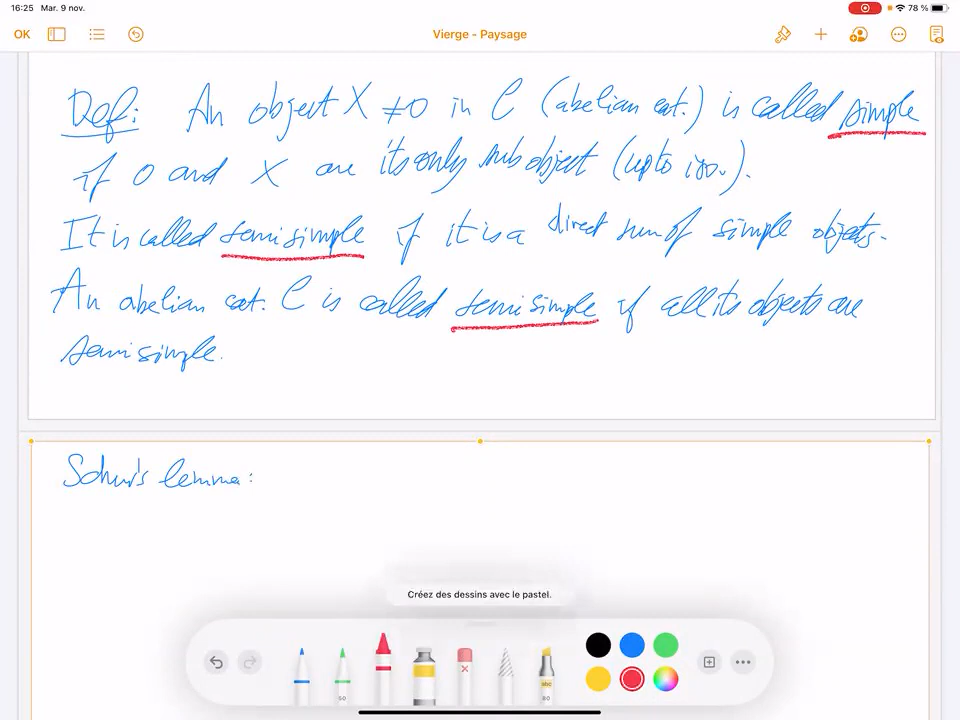 16:25 Mar. 9 nov. 78 %
OK Vierge – Paysage
Def: An object X ≠ 0 in C (abelian cat.) is called simple
if 0 and X are its only subobject (up to iso.).
It is called semisimple if it is a direct sum of simple objects.
An abelian cat. C is called semisimple if all its objects are
semisimple.
Schur's lemma:
Créez des dessins avec le pastel.
50 abc 80